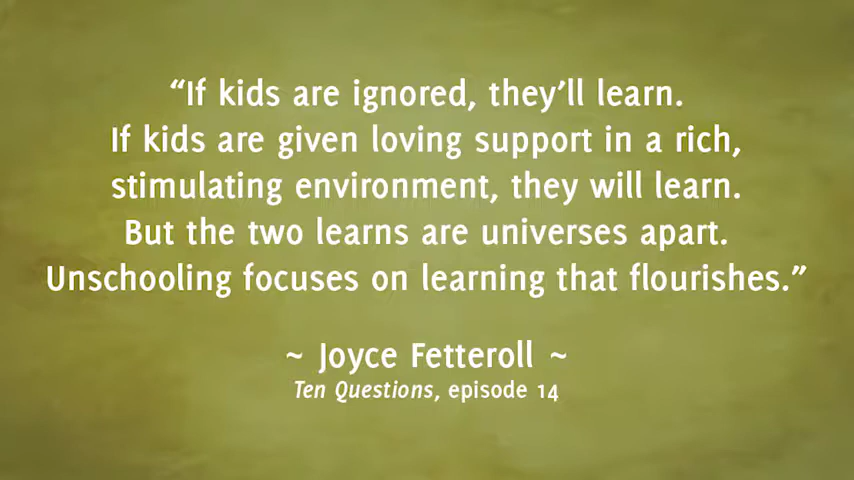 “If kids are ignored, they’ll learn.
If kids are given loving support in a rich,
stimulating environment, they will learn.
But the two learns are universes apart.
Unschooling focuses on learning that flourishes.”
~ Joyce Fetteroll ~
Ten Questions, episode 14